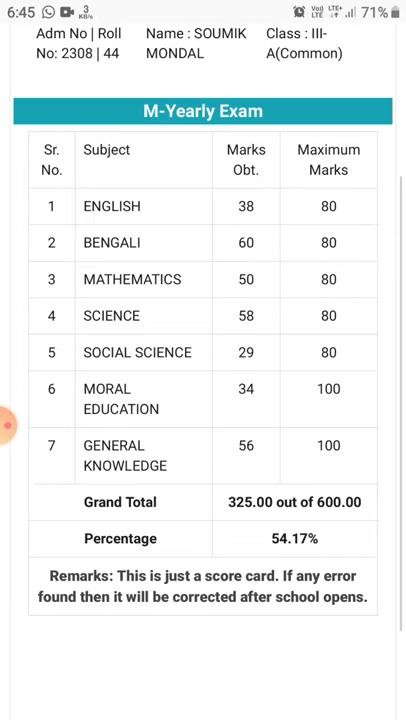 6:45 3 KB/s Vo) LTE LTE+ 71%
Adm No | Roll Name : SOUMIK Class : III-
No: 2308 | 44 MONDAL A(Common)
M-Yearly Exam
Sr. Subject Marks Maximum
No. Obt. Marks
1 ENGLISH 38 80
2 BENGALI 60 80
3 MATHEMATICS 50 80
4 SCIENCE 58 80
5 SOCIAL SCIENCE 29 80
6 MORAL 34 100
EDUCATION
7 GENERAL 56 100
KNOWLEDGE
Grand Total 325.00 out of 600.00
Percentage 54.17%
Remarks: This is just a score card. If any error
found then it will be corrected after school opens.